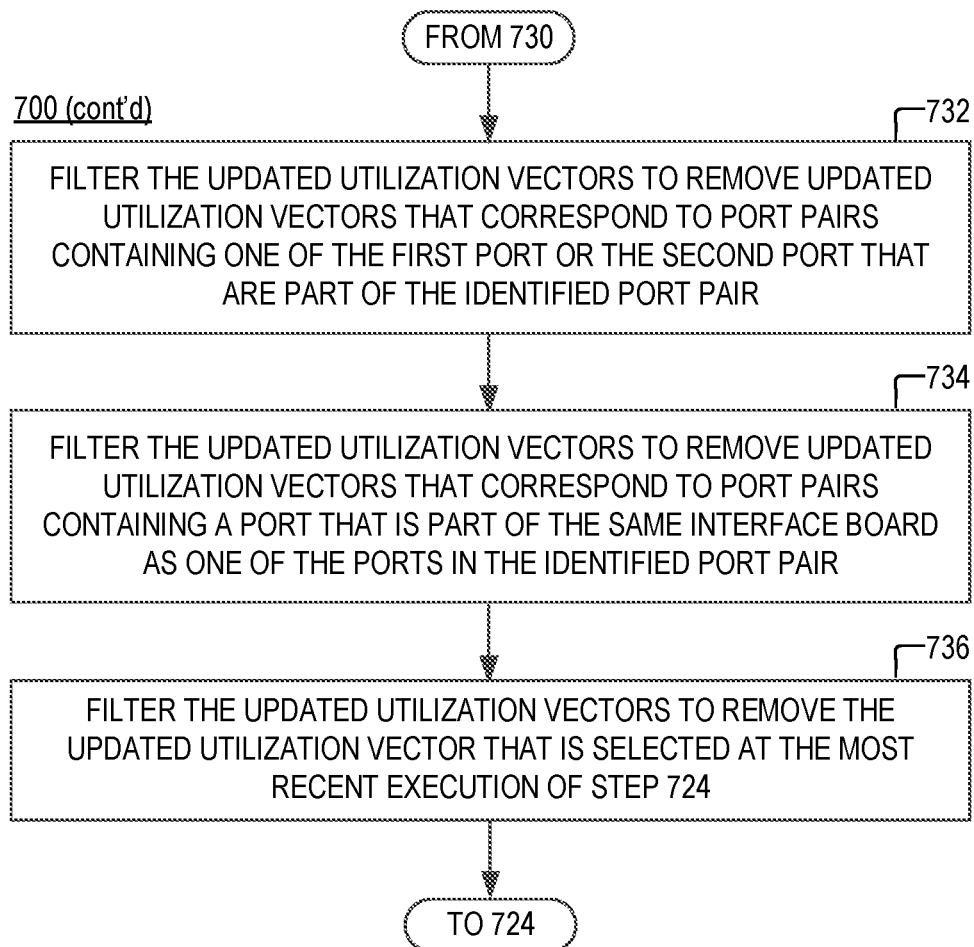 FROM 730
700 (cont'd)
732
FILTER THE UPDATED UTILIZATION VECTORS TO REMOVE UPDATED
UTILIZATION VECTORS THAT CORRESPOND TO PORT PAIRS
CONTAINING ONE OF THE FIRST PORT OR THE SECOND PORT THAT
ARE PART OF THE IDENTIFIED PORT PAIR
734
FILTER THE UPDATED UTILIZATION VECTORS TO REMOVE UPDATED
UTILIZATION VECTORS THAT CORRESPOND TO PORT PAIRS
CONTAINING A PORT THAT IS PART OF THE SAME INTERFACE BOARD
AS ONE OF THE PORTS IN THE IDENTIFIED PORT PAIR
736
FILTER THE UPDATED UTILIZATION VECTORS TO REMOVE THE
UPDATED UTILIZATION VECTOR THAT IS SELECTED AT THE MOST
RECENT EXECUTION OF STEP 724
TO 724